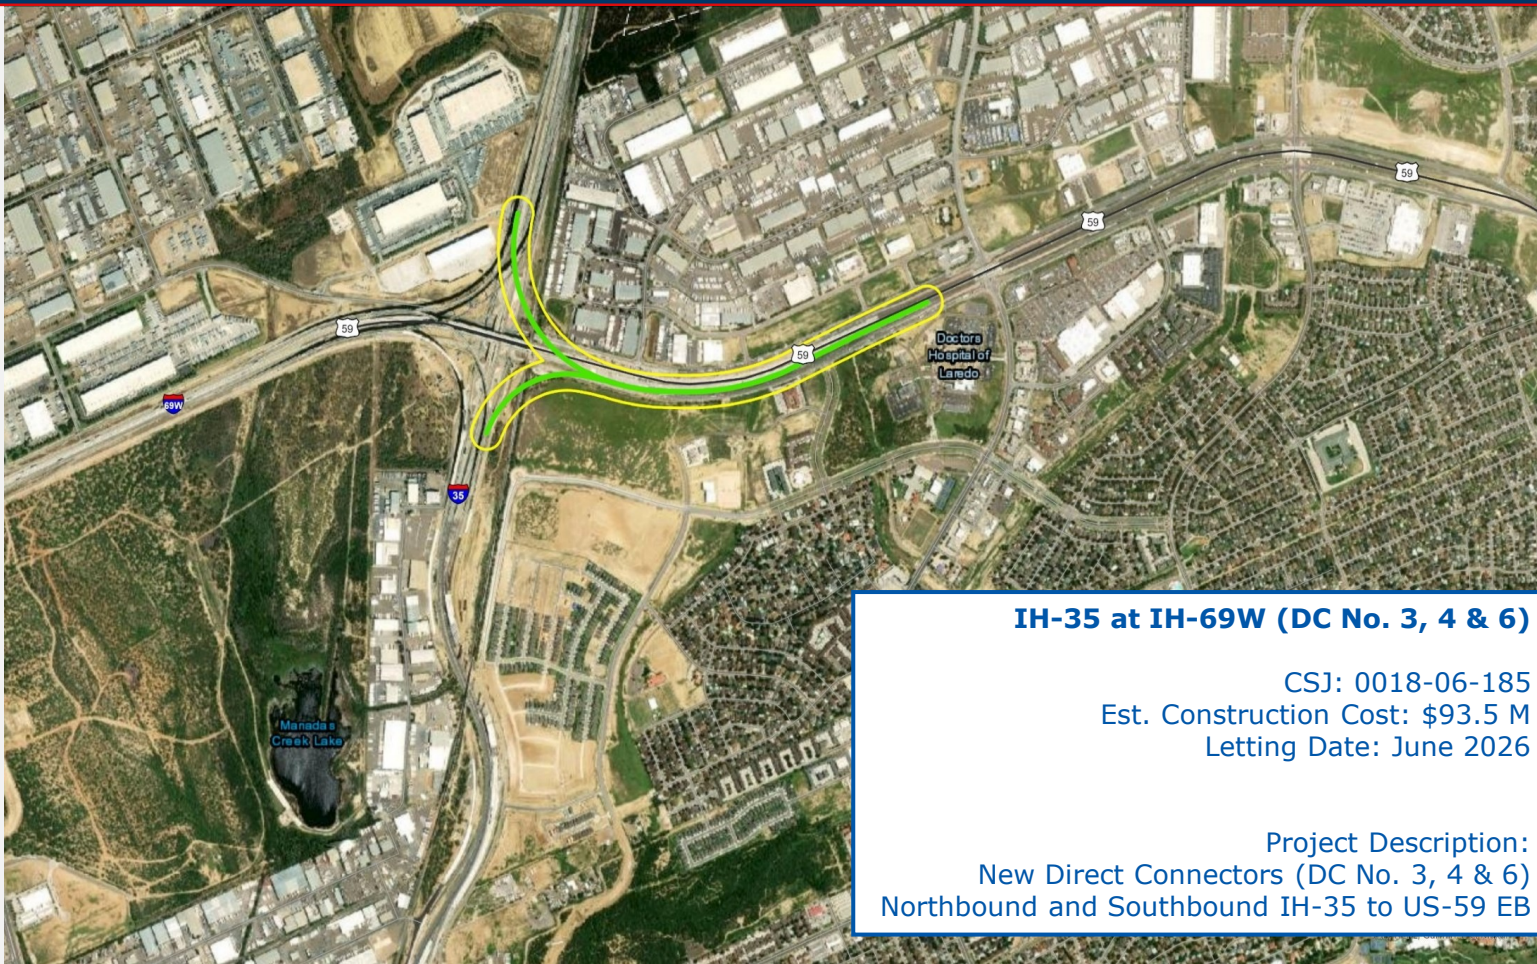 59
59
59
59
Doctors
Hospital of
Laredo
69W
35
Manadas
Creek Lake
IH-35 at IH-69W (DC No. 3, 4 & 6)
CSJ: 0018-06-185
Est. Construction Cost: $93.5 M
Letting Date: June 2026
Project Description:
New Direct Connectors (DC No. 3, 4 & 6)
Northbound and Southbound IH-35 to US-59 EB